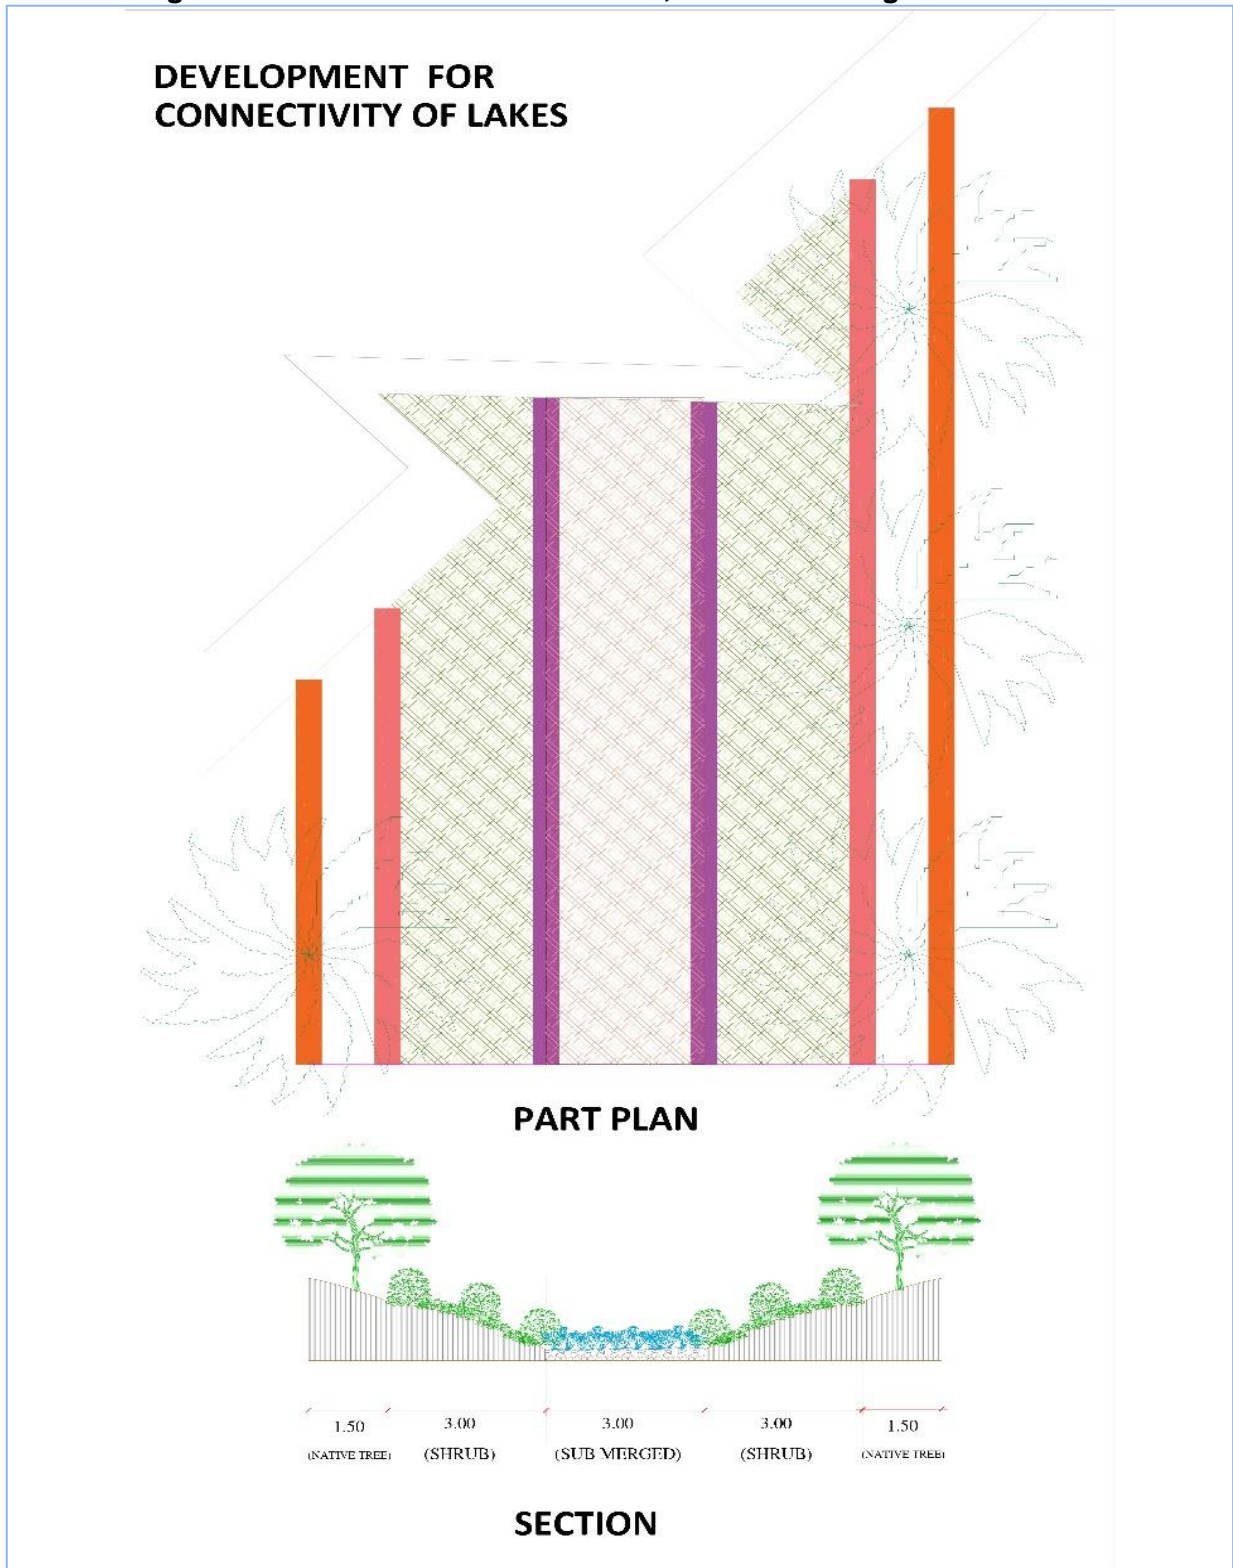 DEVELOPMENT FOR
CONNECTIVITY OF LAKES
PART PLAN
1.50 3.00 3.00 3.00 1.50
(NATIVE TREE) (SHRUB) (SUB MERGED) (SHRUB) (NATIVE TREE)
SECTION